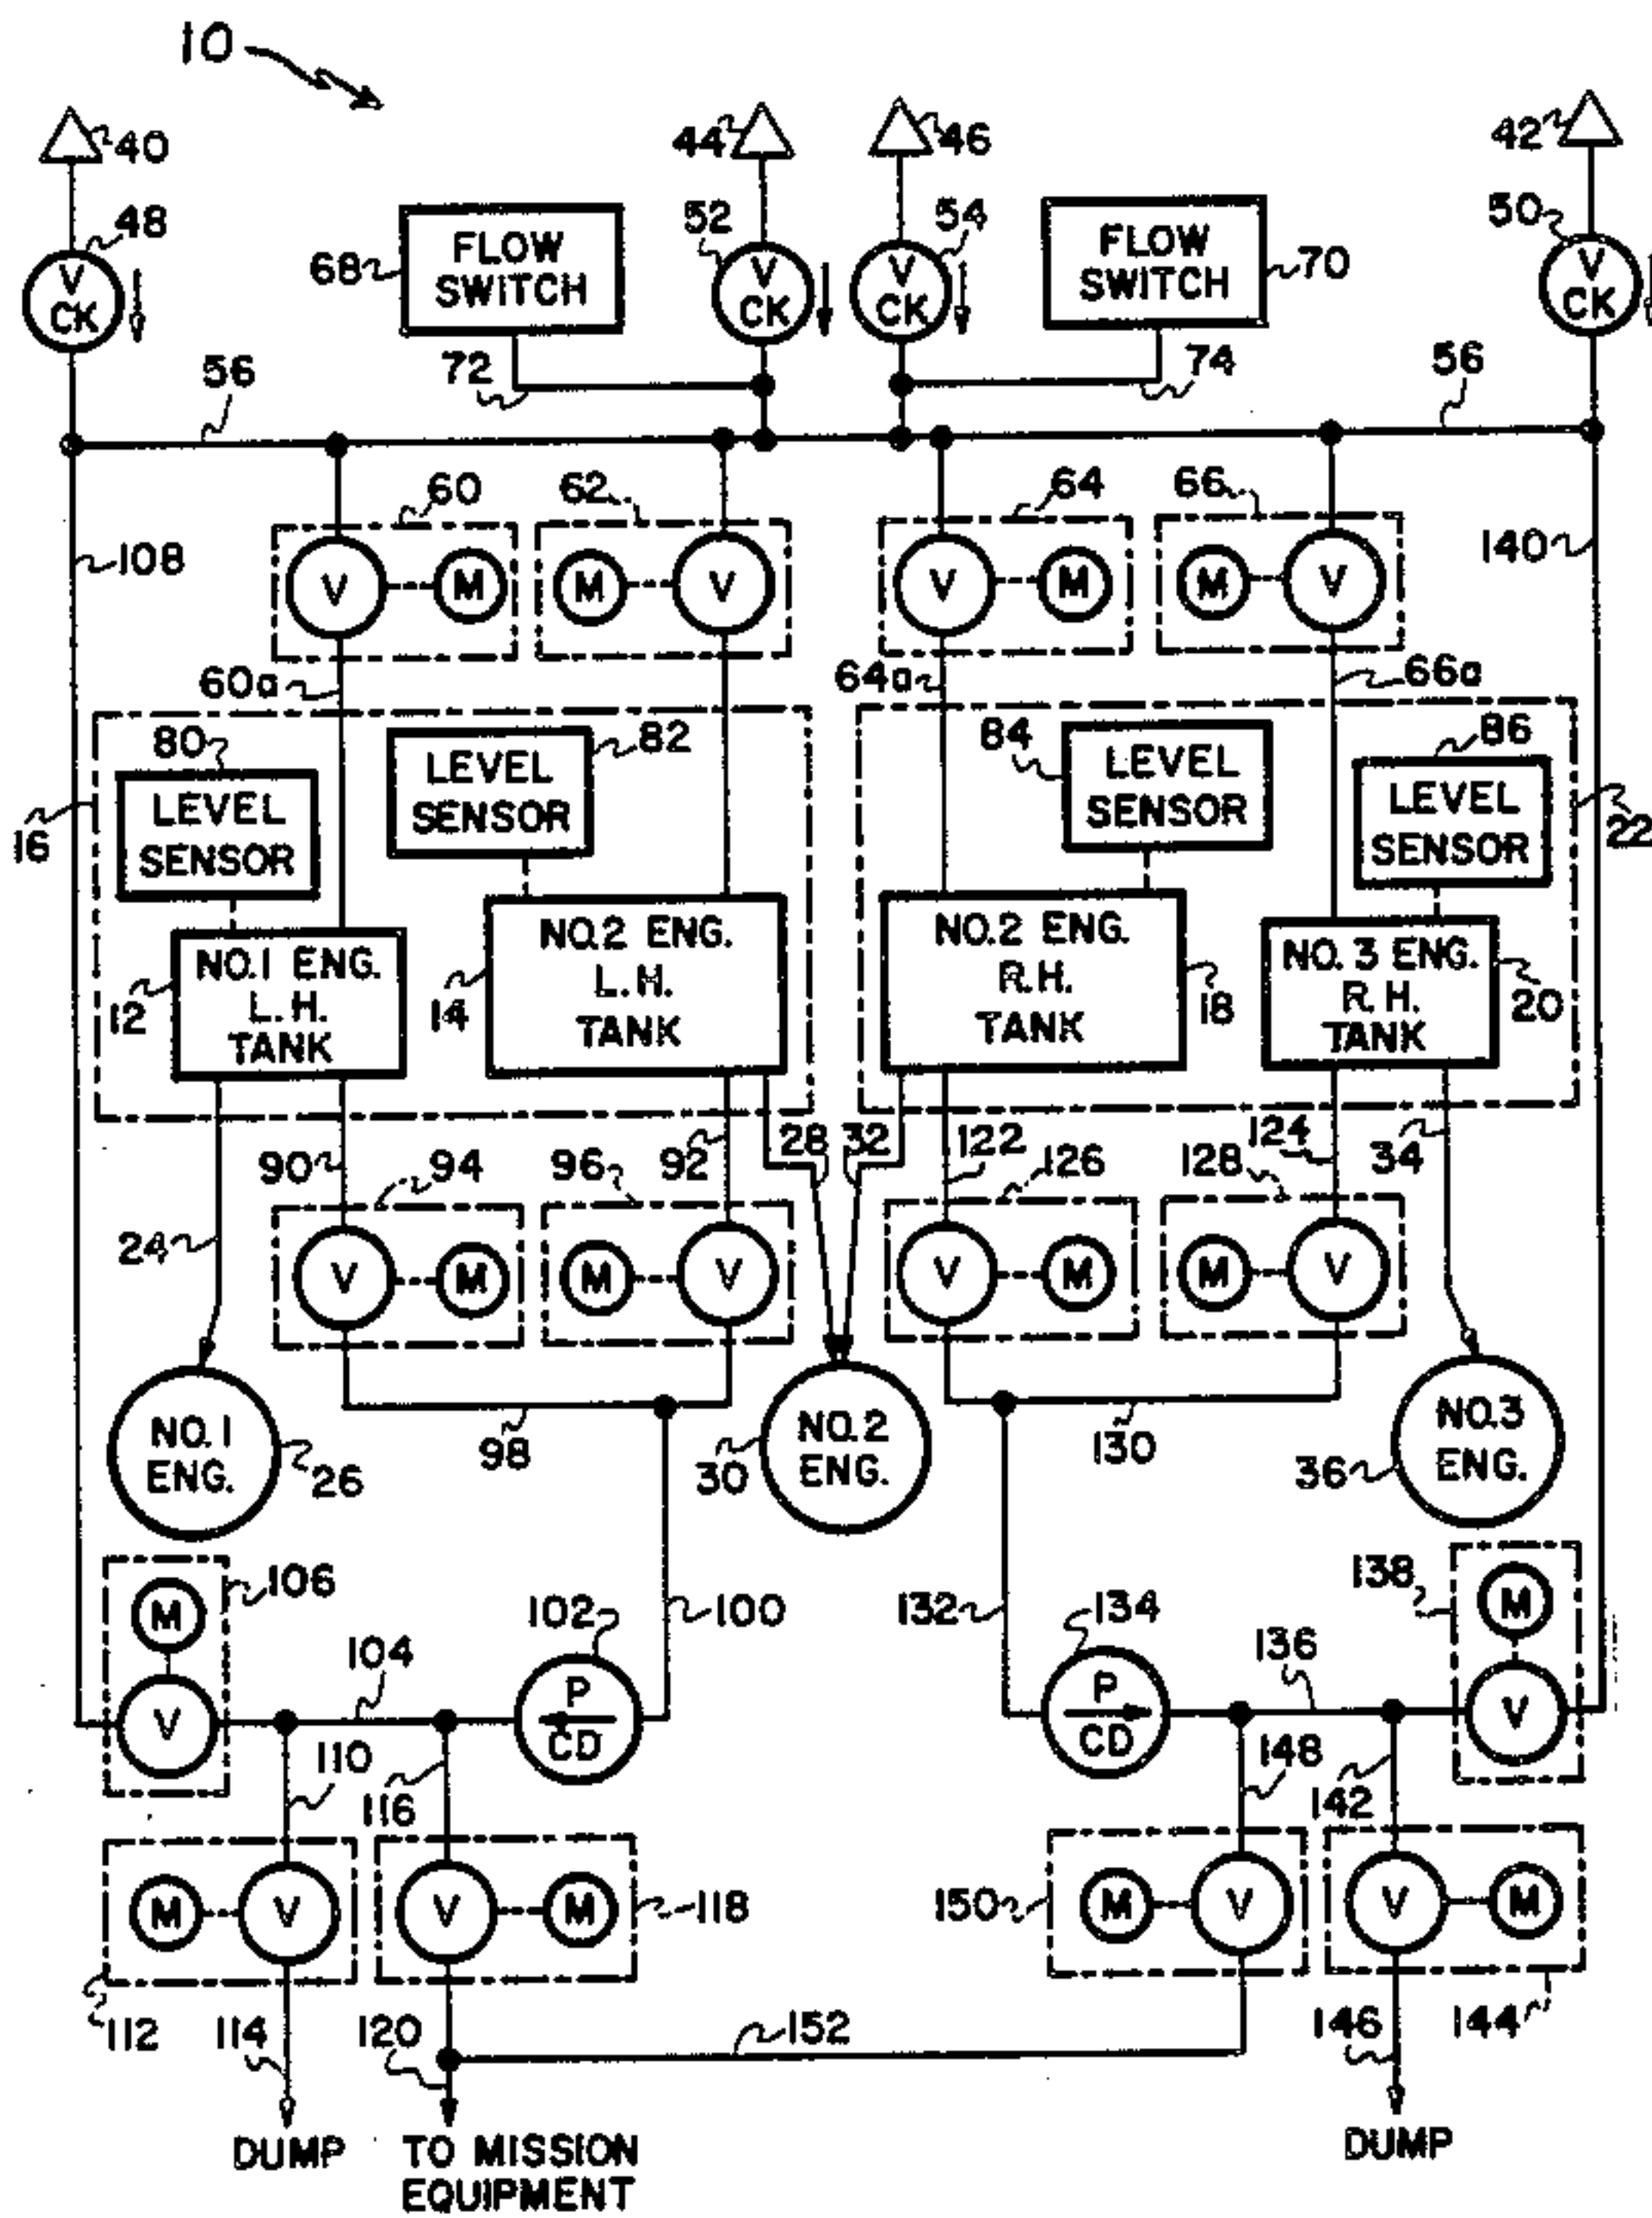 10
40
44
46
42
48
52
54
50
V
CK
V
CK
V
CK
V
CK
68
FLOW
SWITCH
FLOW
SWITCH
70
72
74
56
56
60
62
64
66
108
140
V
M
M
V
V
M
M
V
60a
64a
66a
80
82
84
86
16
22
LEVEL
SENSOR
LEVEL
SENSOR
LEVEL
SENSOR
LEVEL
SENSOR
12
NO.1 ENG.
L.H.
TANK
14
NO.2 ENG.
L.H.
TANK
NO.2 ENG.
R.H.
TANK
18
NO. 3 ENG.
R.H.
TANK
20
90
94
96
92
28
32
122
126
128
124
34
24
V
M
M
V
V
M
M
V
98
130
NO.1
ENG.
26
30
NO.2
ENG.
36
NO.3
ENG.
106
102
100
132
134
138
M
V
104
P
CD
P
CD
136
M
V
110
116
148
142
112
M
V
V
M
118
150
M
V
V
M
144
114
120
152
146
DUMP
TO MISSION
EQUIPMENT
DUMP